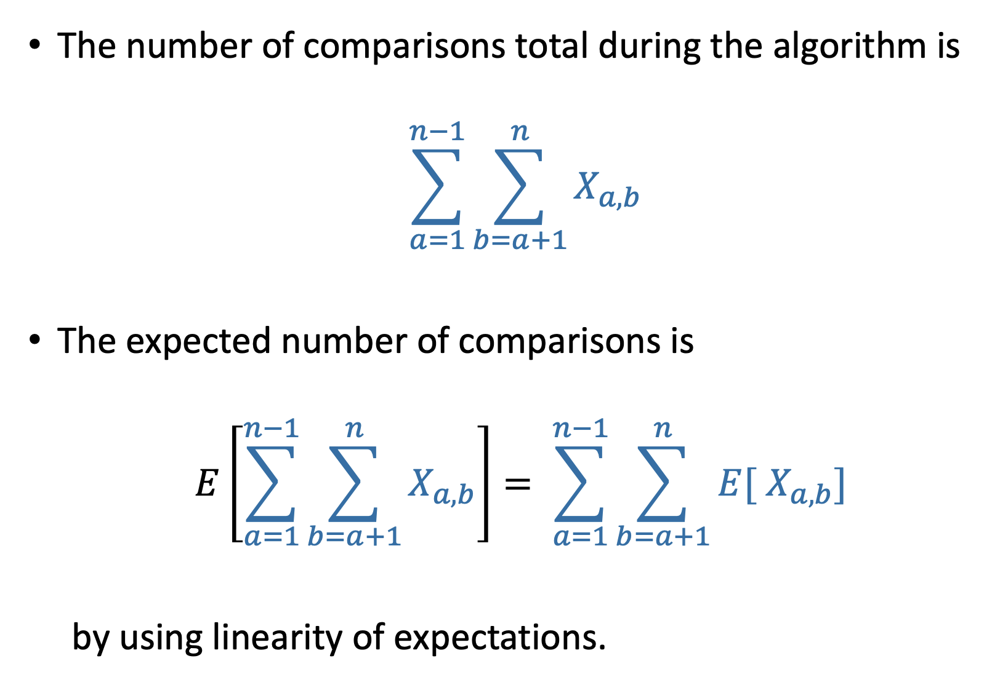 • The number of comparisons total during the algorithm is
$\sum_{a=1}^{n-1} \sum_{b=a+1}^{n} X_{a,b}$
• The expected number of comparisons is
$E\left[\sum_{a=1}^{n-1} \sum_{b=a+1}^{n} X_{a,b}\right] = \sum_{a=1}^{n-1} \sum_{b=a+1}^{n} E[X_{a,b}]$
by using linearity of expectations.